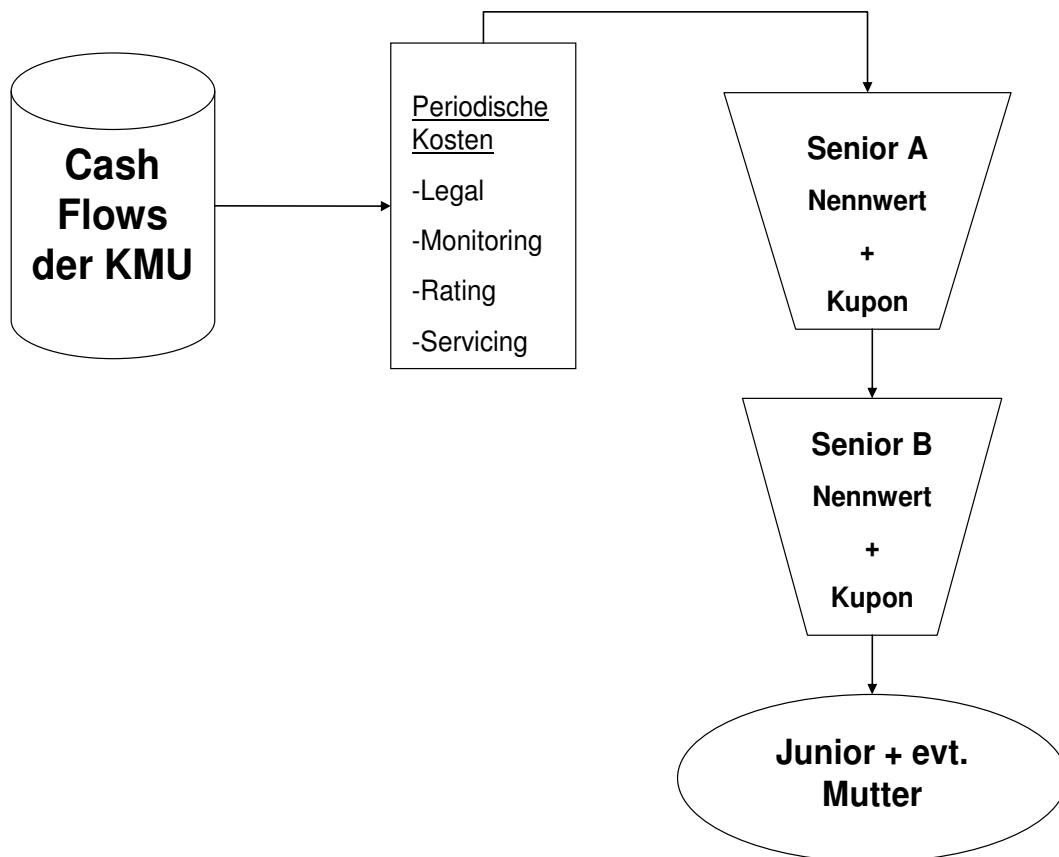 Cash
Flows
der KMU
Periodische
Kosten
-Legal
-Monitoring
-Rating
-Servicing
Senior A
Nennwert
+
Kupon
Senior B
Nennwert
+
Kupon
Junior + evt.
Mutter